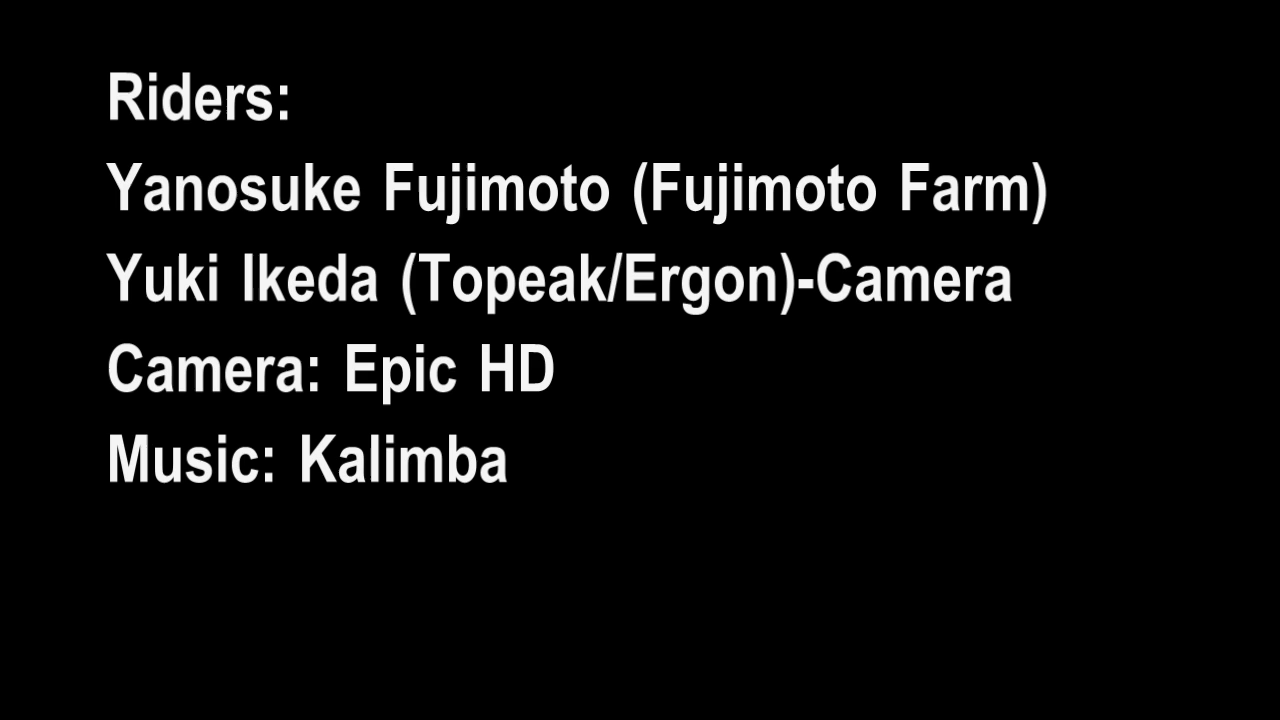 Riders:
Yanosuke Fujimoto (Fujimoto Farm)
Yuki Ikeda (Topeak/Ergon)-Camera
Camera: Epic HD
Music: Kalimba